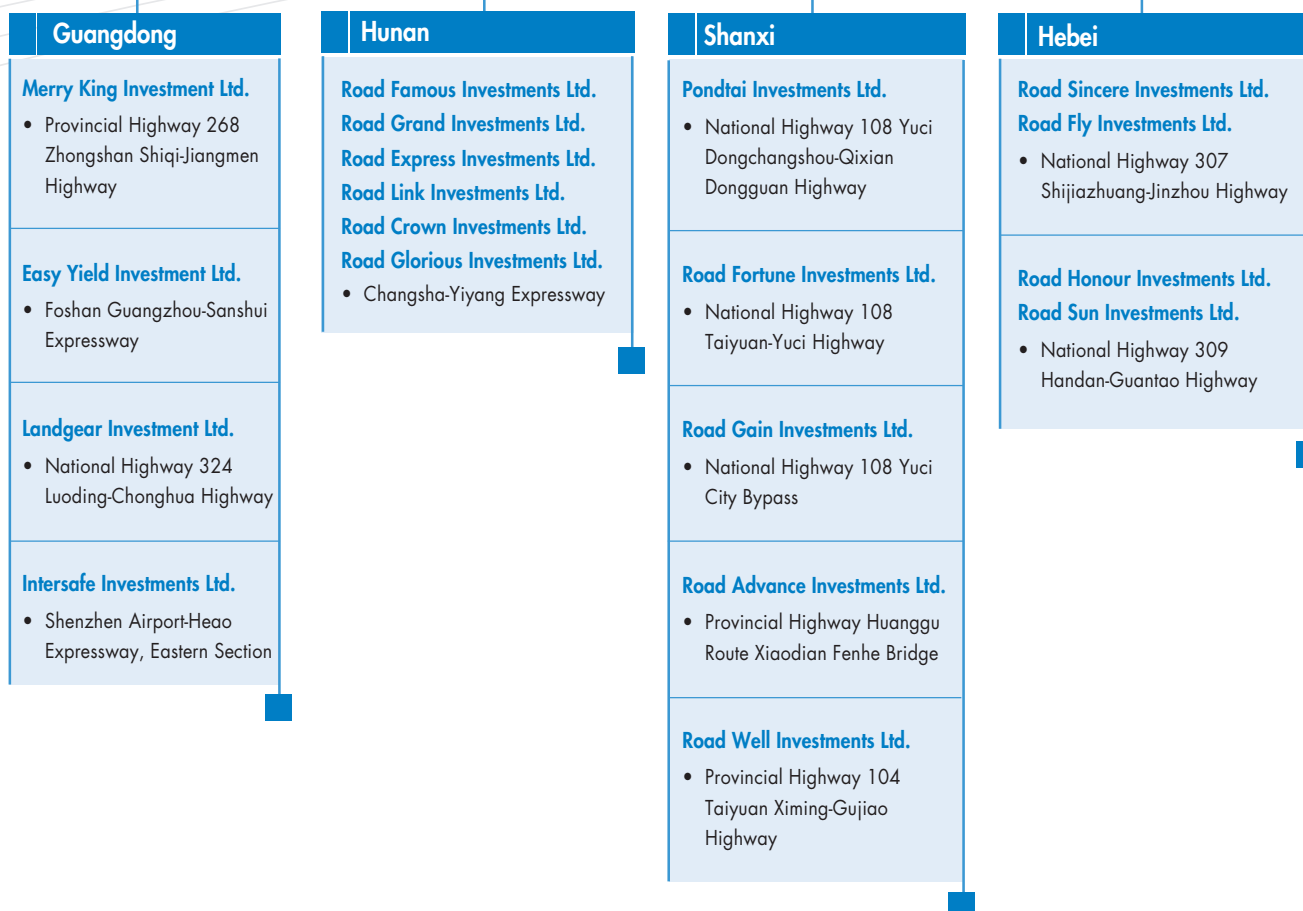 Guangdong
Merry King Investment Ltd.
• Provincial Highway 268
Zhongshan Shiqi-Jiangmen
Highway
Easy Yield Investment Ltd.
• Foshan Guangzhou-Sanshui
Expressway
Landgear Investment Ltd.
• National Highway 324
Luoding-Chonghua Highway
Intersafe Investments Ltd.
• Shenzhen Airport-Heao
Expressway, Eastern Section
Hunan
Road Famous Investments Ltd.
Road Grand Investments Ltd.
Road Express Investments Ltd.
Road Link Investments Ltd.
Road Crown Investments Ltd.
Road Glorious Investments Ltd.
• Changsha-Yiyang Expressway
Shanxi
Pondtai Investments Ltd.
• National Highway 108 Yuci
Dongchangshou-Qixian
Dongguan Highway
Road Fortune Investments Ltd.
• National Highway 108
Taiyuan-Yuci Highway
Road Gain Investments Ltd.
• National Highway 108 Yuci
City Bypass
Road Advance Investments Ltd.
• Provincial Highway Huanggu
Route Xiaodian Fenhe Bridge
Road Well Investments Ltd.
• Provincial Highway 104
Taiyuan Ximing-Gujiao
Highway
Hebei
Road Sincere Investments Ltd.
Road Fly Investments Ltd.
• National Highway 307
Shijiazhuang-Jinzhou Highway
Road Honour Investments Ltd.
Road Sun Investments Ltd.
• National Highway 309
Handan-Guantao Highway